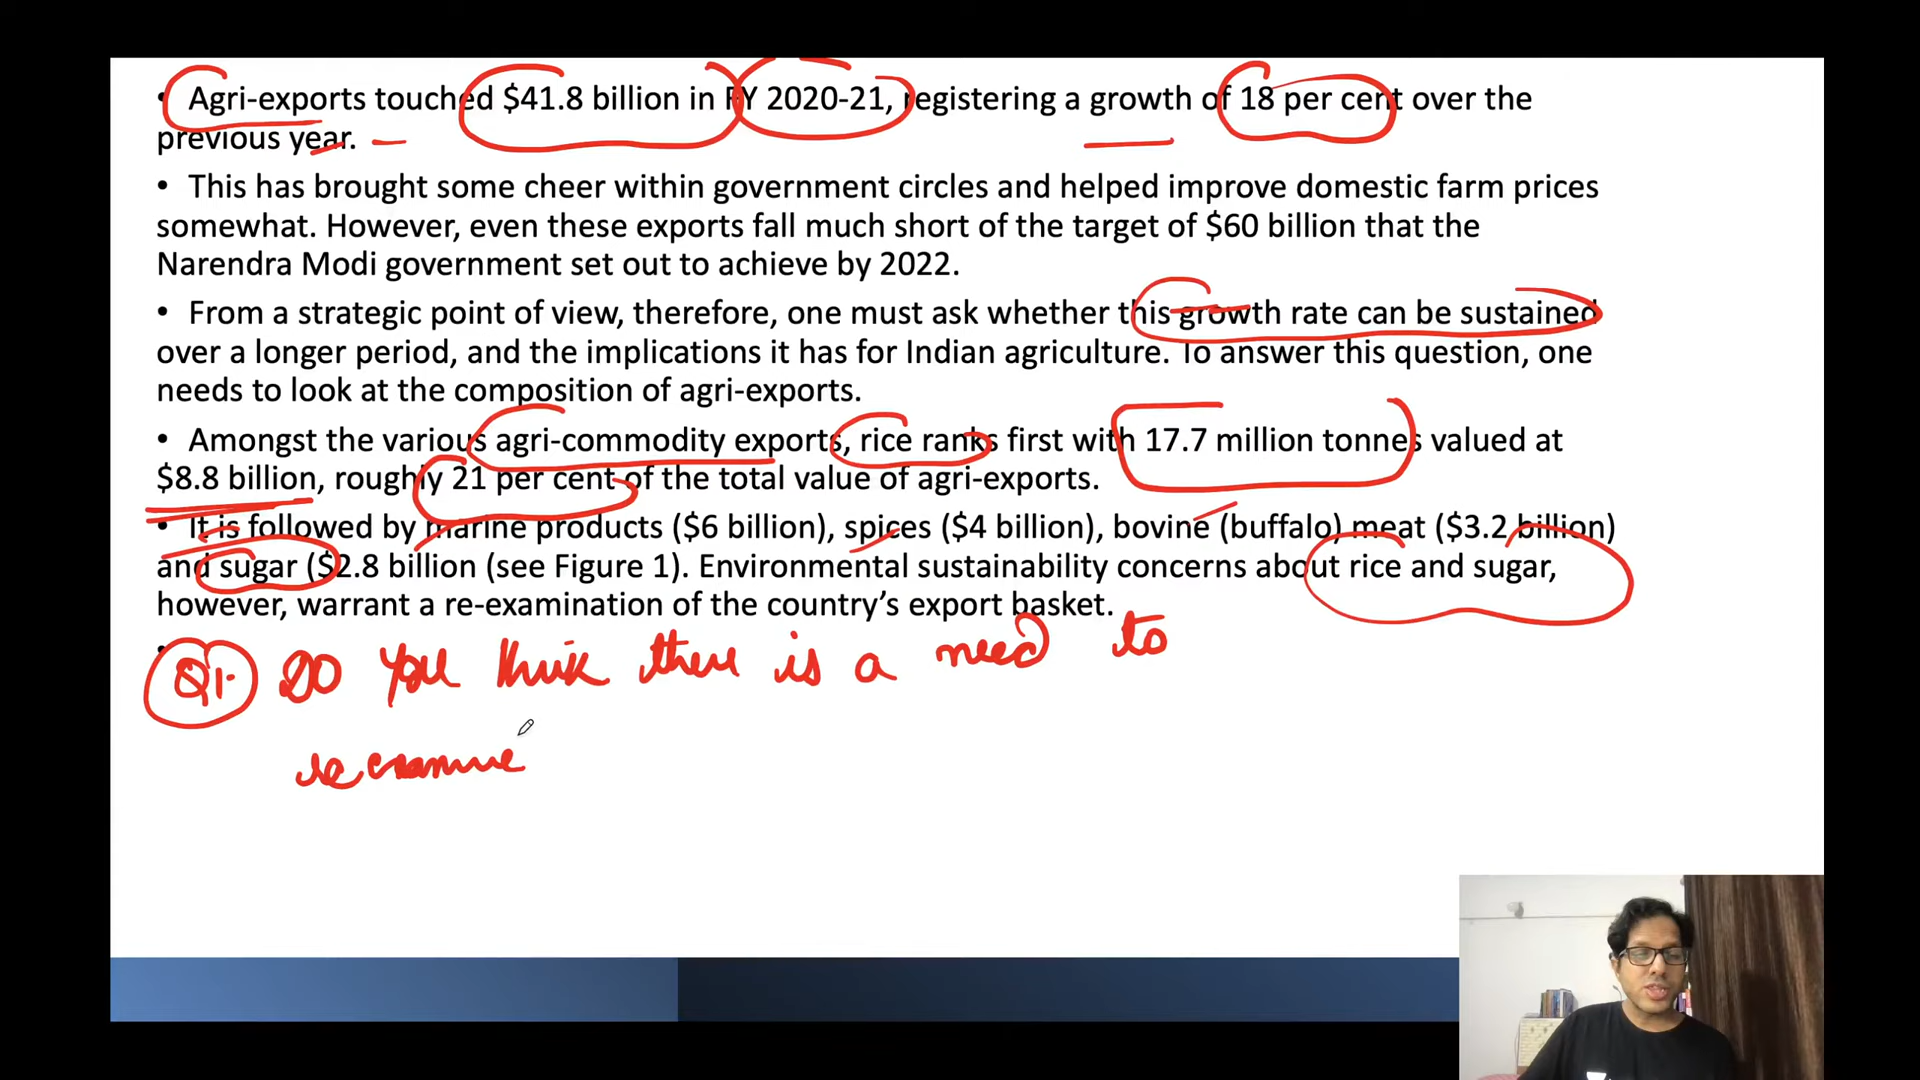 • Agri-exports touched $41.8 billion in FY 2020-21, registering a growth of 18 per cent over the
previous year.
• This has brought some cheer within government circles and helped improve domestic farm prices
somewhat. However, even these exports fall much short of the target of $60 billion that the
Narendra Modi government set out to achieve by 2022.
• From a strategic point of view, therefore, one must ask whether this growth rate can be sustained
over a longer period, and the implications it has for Indian agriculture. To answer this question, one
needs to look at the composition of agri-exports.
• Amongst the various agri-commodity exports, rice ranks first with 17.7 million tonnes valued at
$8.8 billion, roughly 21 per cent of the total value of agri-exports.
• It is followed by marine products ($6 billion), spices ($4 billion), bovine (buffalo) meat ($3.2 billion)
and sugar ($2.8 billion (see Figure 1). Environmental sustainability concerns about rice and sugar,
however, warrant a re-examination of the country’s export basket.
Q1. Do you think there is a need to
re examine